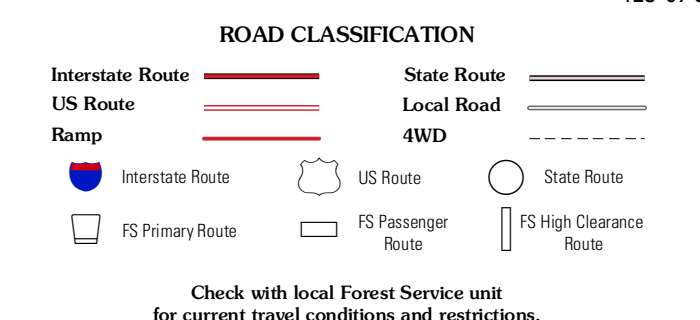 ROAD CLASSIFICATION
Interstate Route
State Route
US Route
Local Road
Ramp
4WD
Interstate Route
US Route
State Route
FS Primary Route
FS Passenger
Route
FS High Clearance
Route
Check with local Forest Service unit
for current travel conditions and restrictions.